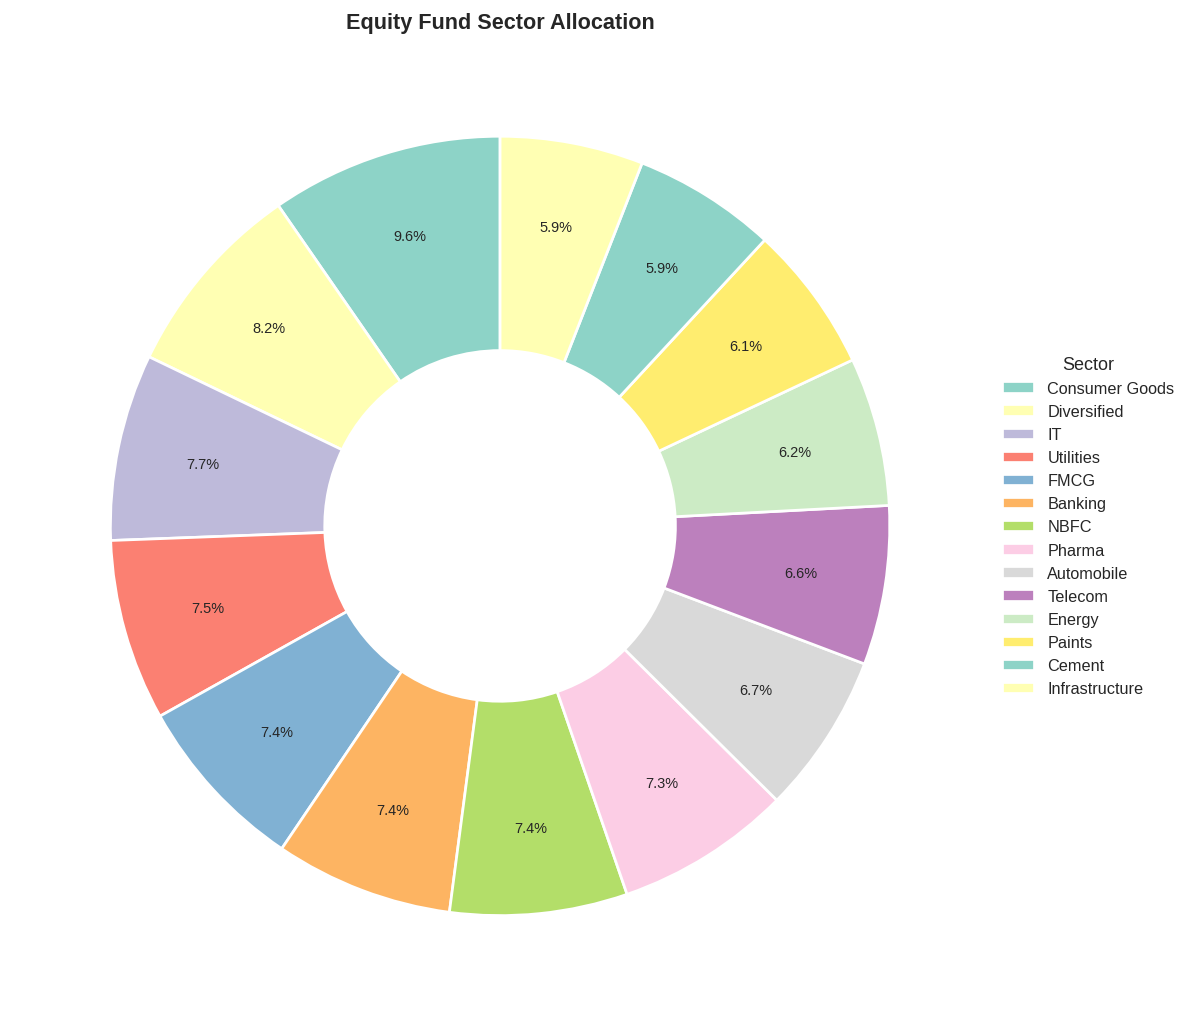 Equity Fund Sector Allocation
9.6%
8.2%
7.7%
7.5%
7.4%
7.4%
7.4%
7.3%
6.7%
6.6%
6.2%
6.1%
5.9%
5.9%
Sector
Consumer Goods
Diversified
IT
Utilities
FMCG
Banking
NBFC
Pharma
Automobile
Telecom
Energy
Paints
Cement
Infrastructure